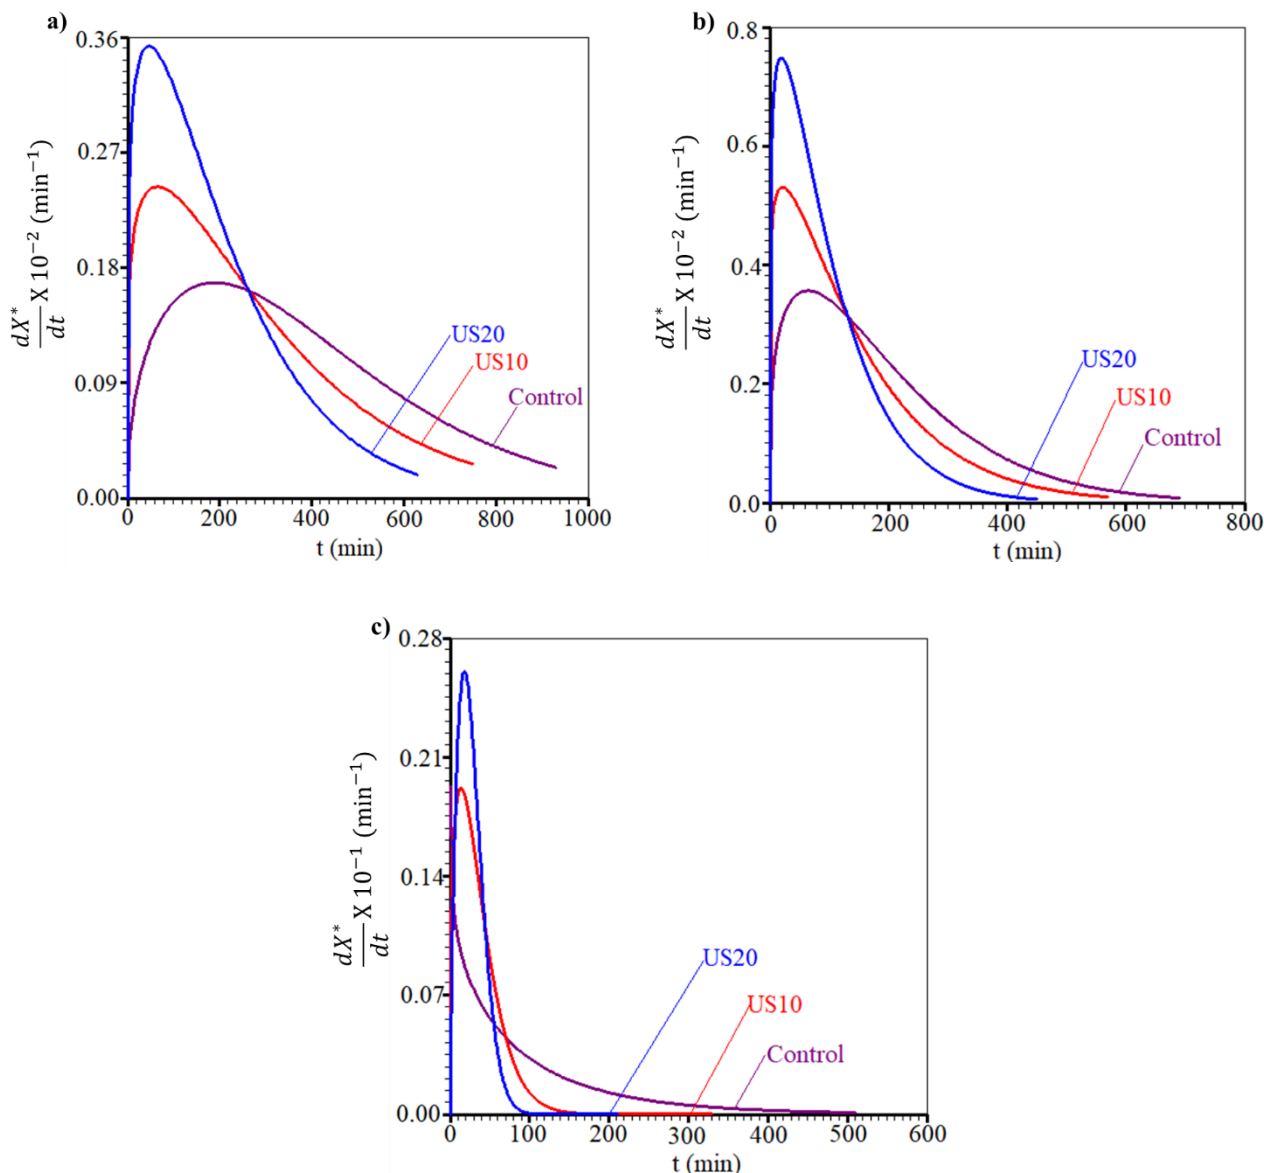 a)
0.36
0.27
0.18
0.09
0.00
0 200 400 600 800 1000
t (min)
dX*/dt X 10⁻² (min⁻¹)
US20
US10
Control
b)
0.8
0.6
0.4
0.2
0.0
0 200 400 600 800
t (min)
dX*/dt X 10⁻² (min⁻¹)
US20
US10
Control
c)
0.28
0.21
0.14
0.07
0.00
0 100 200 300 400 500 600
t (min)
dX*/dt X 10⁻¹ (min⁻¹)
US20
US10
Control